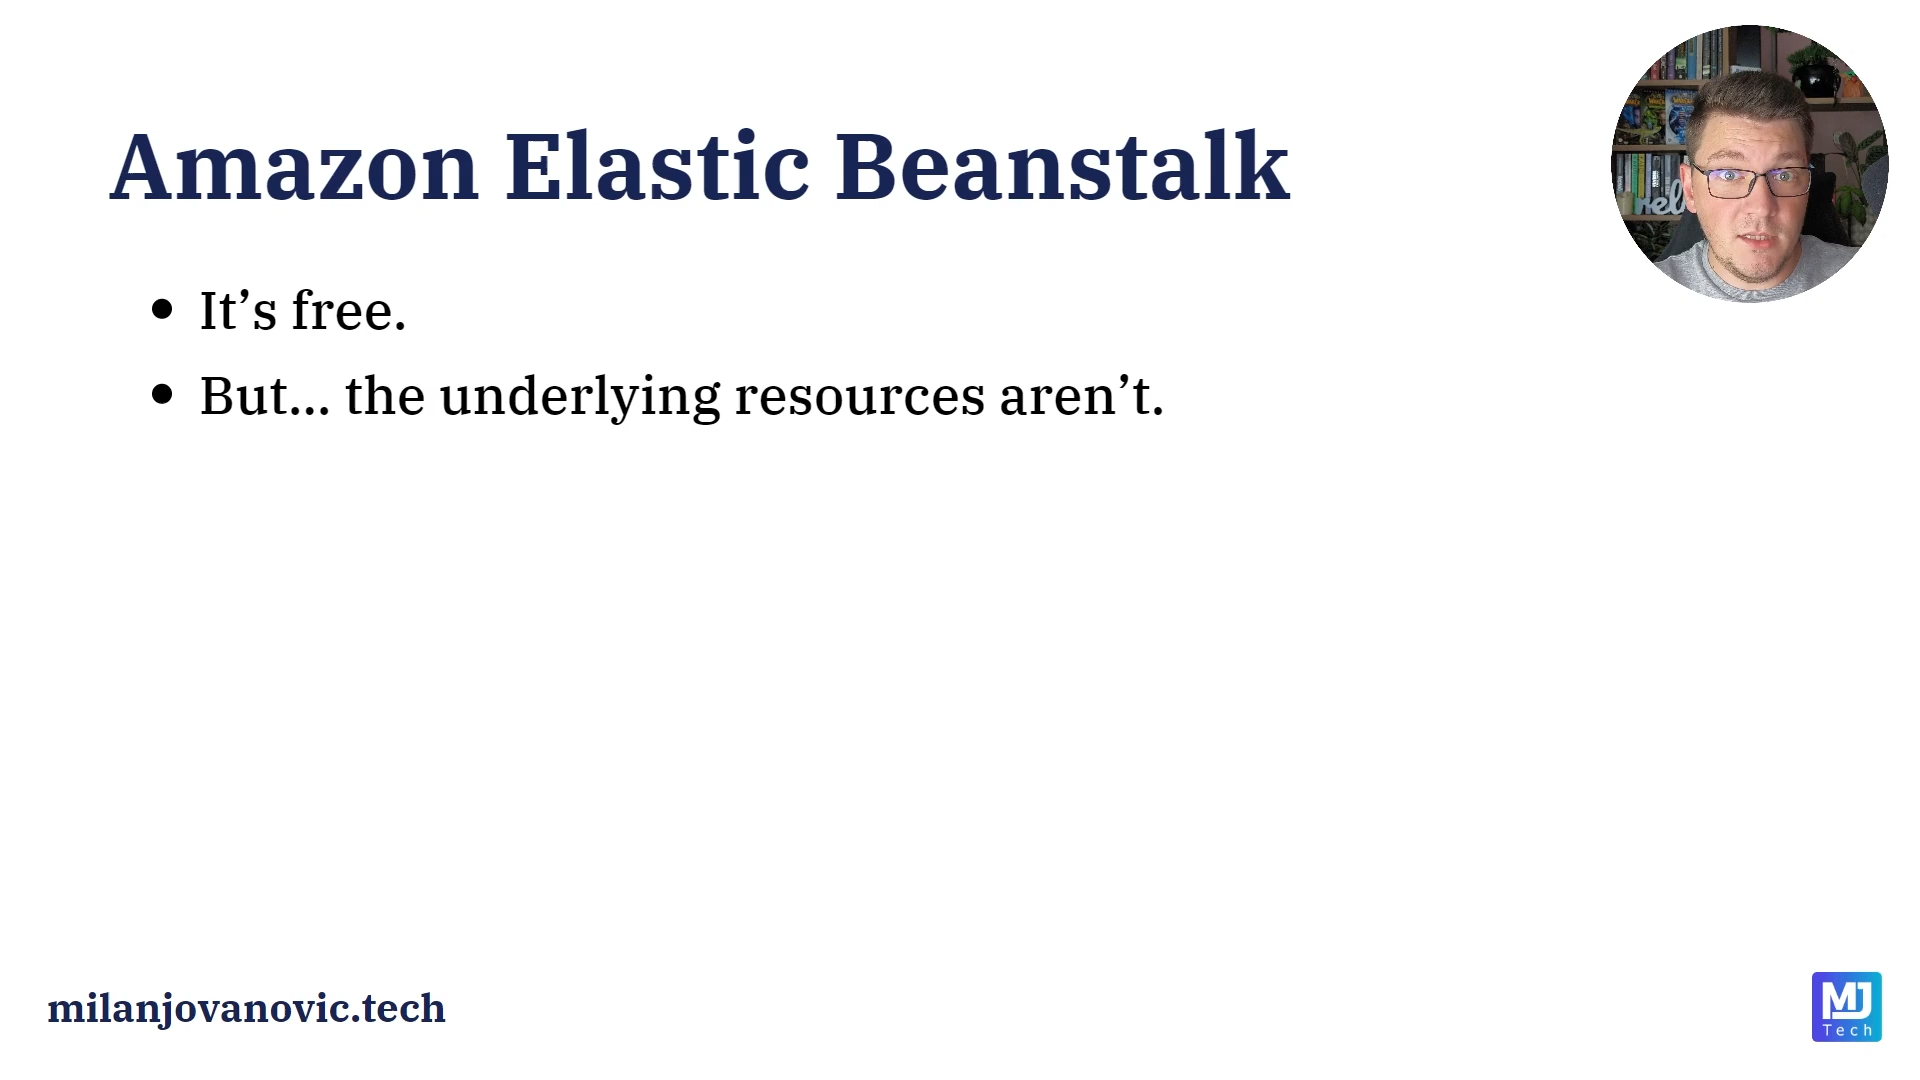 Amazon Elastic Beanstalk
• It’s free.
• But... the underlying resources aren’t.
milanjovanovic.tech
MJ
Tech